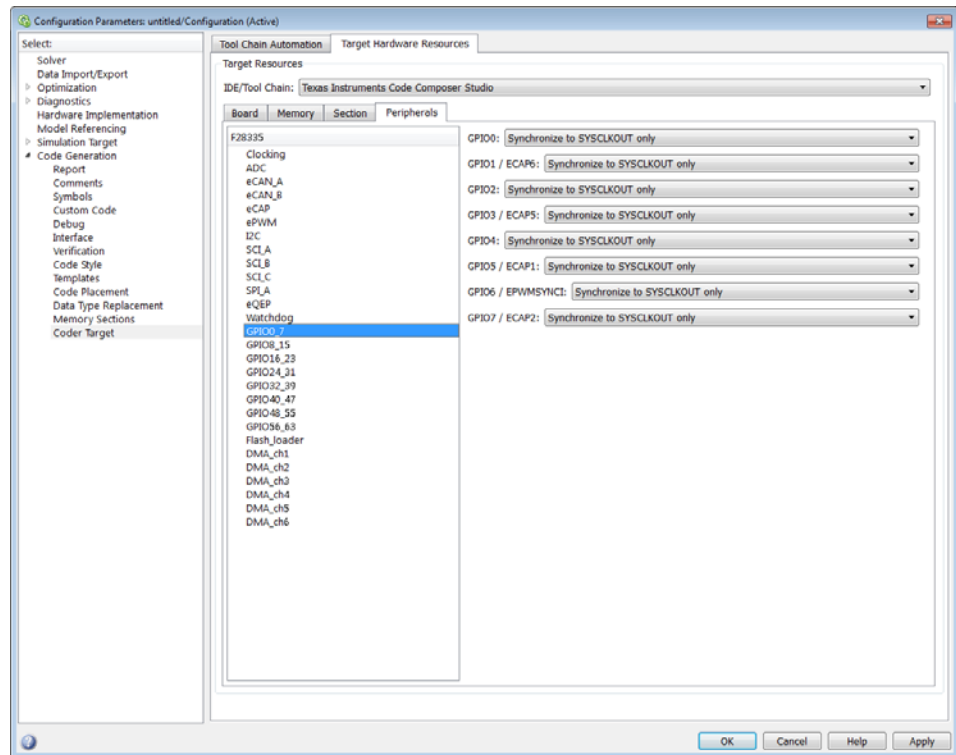 Configuration Parameters: untitled/Configuration (Active)
Select:
Solver
Data Import/Export
Optimization
Diagnostics
Hardware Implementation
Model Referencing
Simulation Target
Code Generation
Report
Comments
Symbols
Custom Code
Debug
Interface
Verification
Code Style
Templates
Code Placement
Data Type Replacement
Memory Sections
Coder Target
Tool Chain Automation
Target Hardware Resources
Target Resources
IDE/Tool Chain: Texas Instruments Code Composer Studio
Board
Memory
Section
Peripherals
F28335
Clocking
ADC
eCAN_A
eCAN_B
eCAP
ePWM
I2C
SCI_A
SCI_B
SCI_C
SPI_A
eQEP
Watchdog
GPIO0_7
GPIO8_15
GPIO16_23
GPIO24_31
GPIO32_39
GPIO40_47
GPIO48_55
GPIO56_63
Flash_loader
DMA_ch1
DMA_ch2
DMA_ch3
DMA_ch4
DMA_ch5
DMA_ch6
GPIO0: Synchronize to SYSCLKOUT only
GPIO1 / ECAP6: Synchronize to SYSCLKOUT only
GPIO2: Synchronize to SYSCLKOUT only
GPIO3 / ECAP5: Synchronize to SYSCLKOUT only
GPIO4: Synchronize to SYSCLKOUT only
GPIO5 / ECAP1: Synchronize to SYSCLKOUT only
GPIO6 / EPWMSYNCI: Synchronize to SYSCLKOUT only
GPIO7 / ECAP2: Synchronize to SYSCLKOUT only
OK
Cancel
Help
Apply